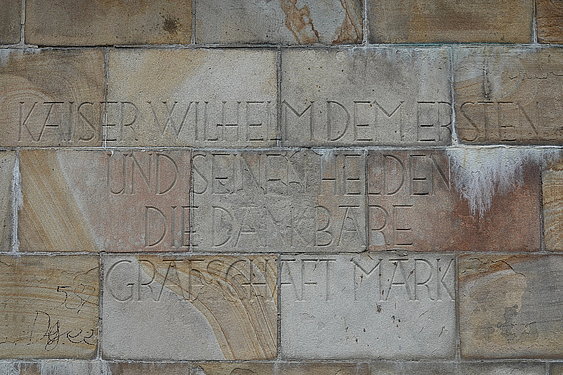 KAISER WILHELM DEM ERSTEN
UND SEINEN HELDEN
DIE DANKBARE
GRAFSCHAFT MARK